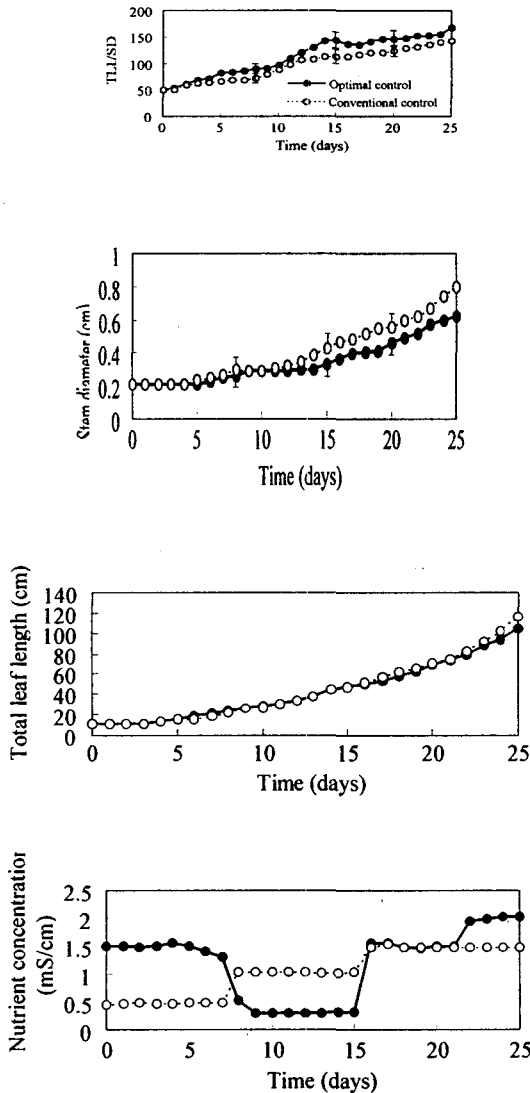 200
150
100
50
0
TL1/SD
Optimal control
Conventional control
0 5 10 15 20 25
Time (days)
1
0.8
0.6
0.4
0.2
0
Stem diameter (cm)
0 5 10 15 20 25
Time (days)
140
120
100
80
60
40
20
0
Total leaf length (cm)
0 5 10 15 20 25
Time (days)
2.5
2
1.5
1
0.5
0
Nutrient concentration
(mS/cm)
0 5 10 15 20 25
Time (days)